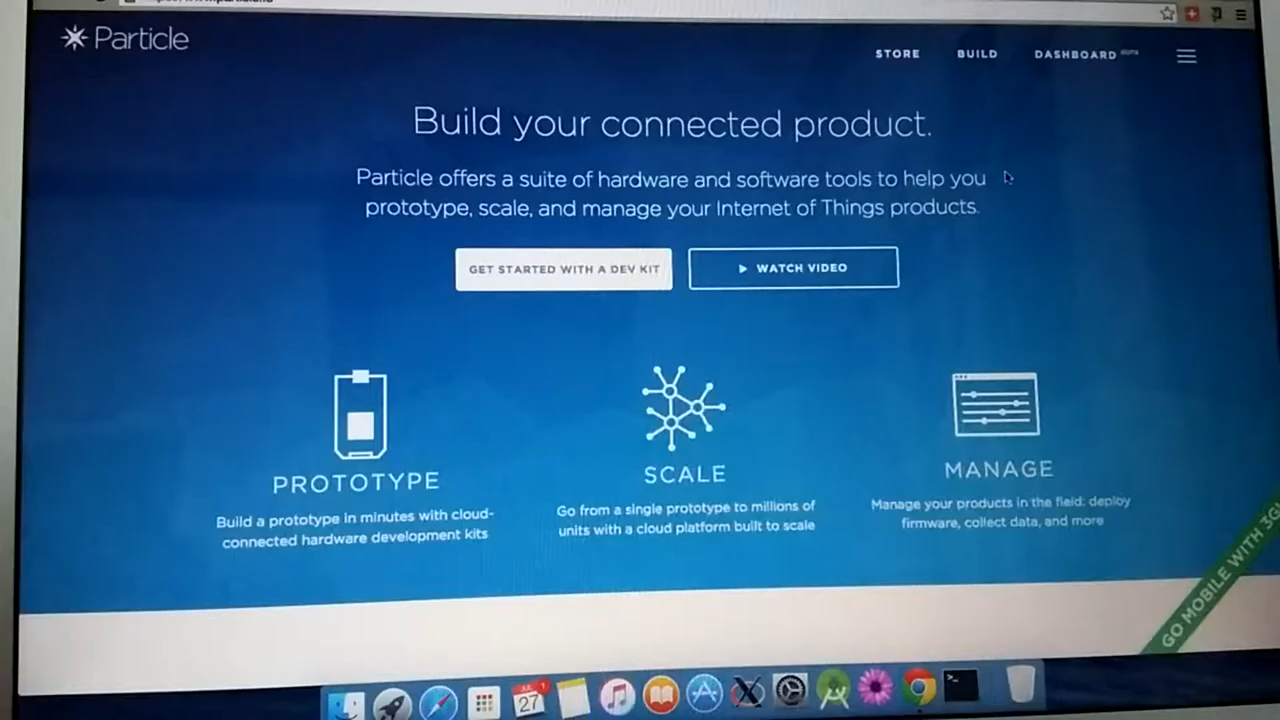 Particle
STORE BUILD DASHBOARD
Build your connected product.
Particle offers a suite of hardware and software tools to help you
prototype, scale, and manage your Internet of Things products.
GET STARTED WITH A DEV KIT
WATCH VIDEO
PROTOTYPE
Build a prototype in minutes with cloud-
connected hardware development kits
SCALE
Go from a single prototype to millions of
units with a cloud platform built to scale
MANAGE
Manage your products in the field: deploy
firmware, collect data, and more
GO MOBILE WITH 3G
27